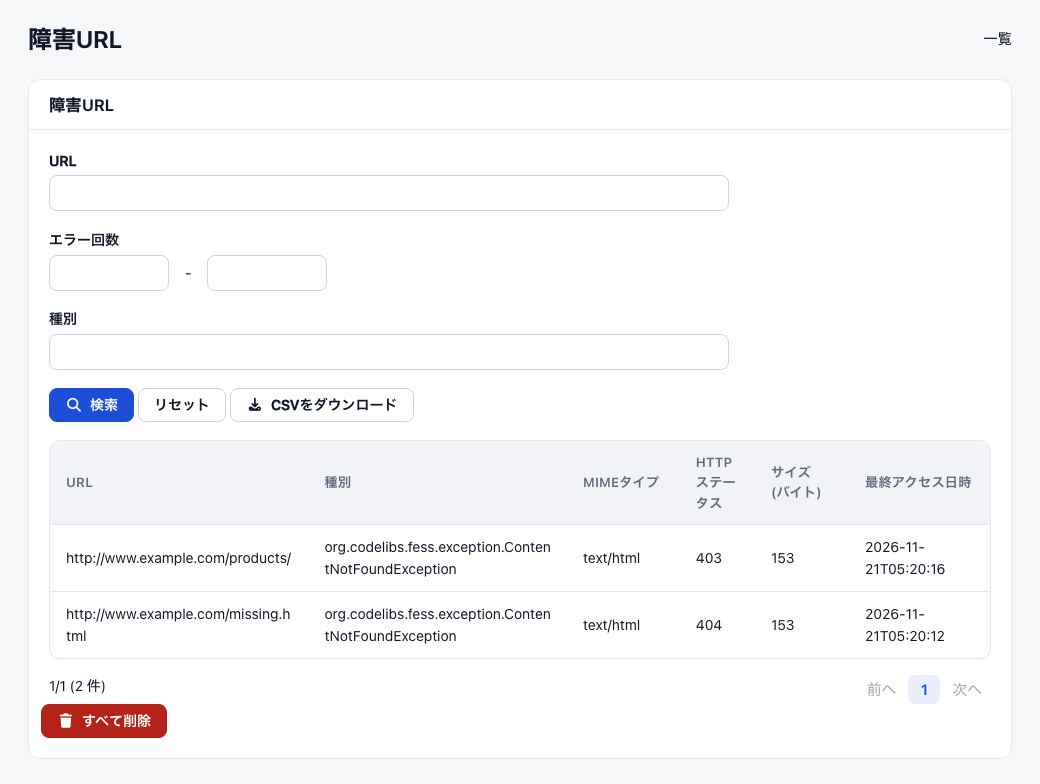 障害URL
一覧
障害URL
URL
エラー回数
-
種別
検索
リセット
CSVをダウンロード
URL
種別
MIMEタイプ
HTTP
ステー
タス
サイズ
(バイト)
最終アクセス日時
http://www.example.com/products/
org.codelibs.fess.exception.Conten
tNotFoundException
text/html
403
153
2026-11-
21T05:20:16
http://www.example.com/missing.h
tml
org.codelibs.fess.exception.Conten
tNotFoundException
text/html
404
153
2026-11-
21T05:20:12
1/1 (2 件)
前へ
1
次へ
すべて削除